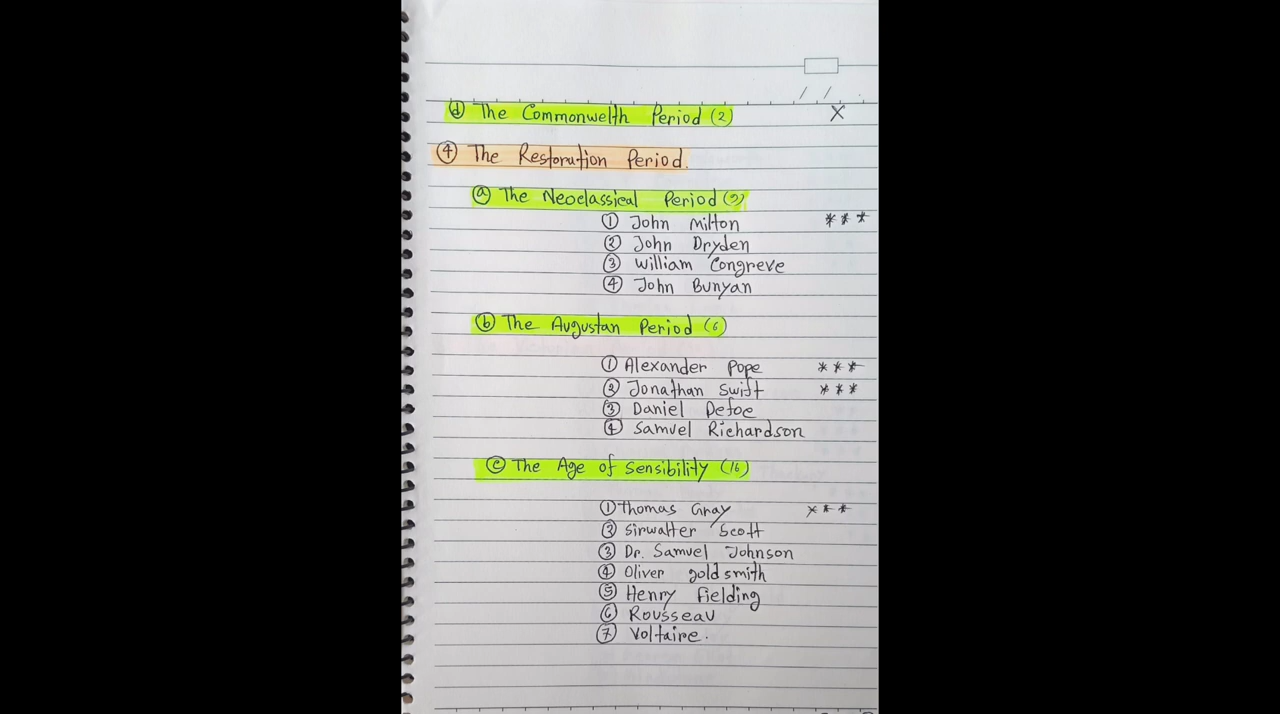 ⓓ The Commonwelth Period (2) X
④ The Restoration Period.
ⓐ The Neoclassical Period
① John Milton ***
② John Dryden
③ William Congreve
④ John Bunyan
ⓑ The Augustan Period (6)
① Alexander Pope ***
② Jonathan Swift ***
③ Daniel Defoe
④ Samuel Richardson
ⓒ The Age of Sensibility (16)
① Thomas Gray ***
② Sirwalter Scott
③ Dr. Samuel Johnson
④ Oliver goldsmith
⑤ Henry Fielding
⑥ Rousseau
⑦ Voltaire.